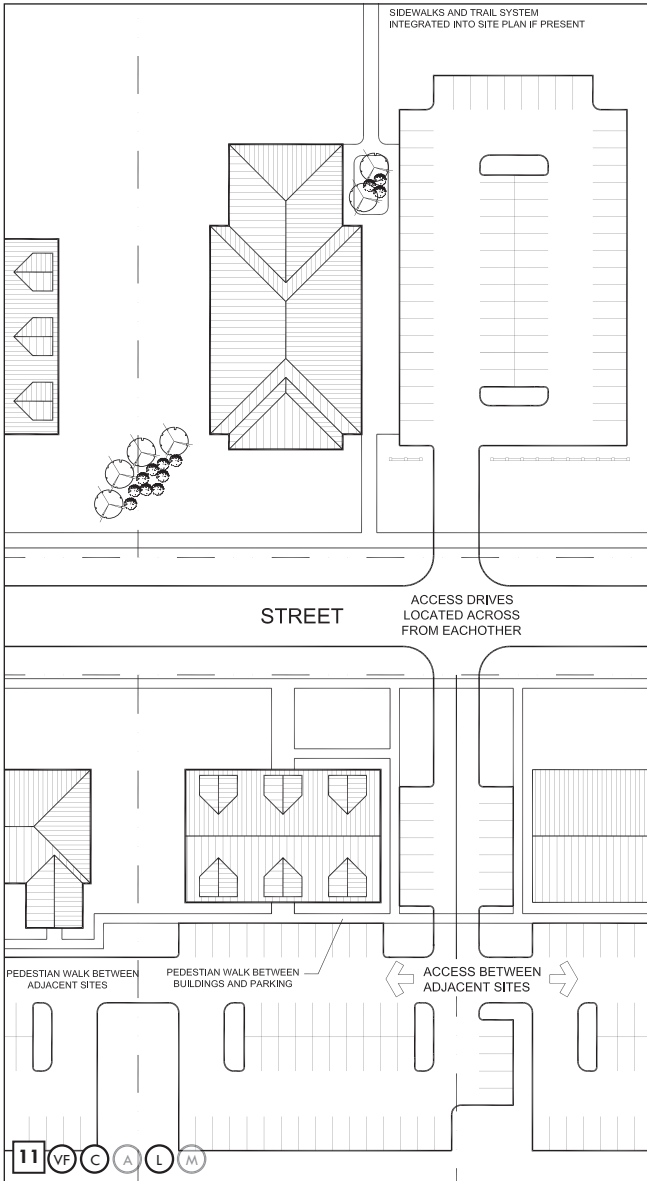 SIDEWALKS AND TRAIL SYSTEM
INTEGRATED INTO SITE PLAN IF PRESENT
STREET
ACCESS DRIVES
LOCATED ACROSS
FROM EACHOTHER
PEDESTIAN WALK BETWEEN
ADJACENT SITES
PEDESTIAN WALK BETWEEN
BUILDINGS AND PARKING
ACCESS BETWEEN
ADJACENT SITES
11 VF C A L M